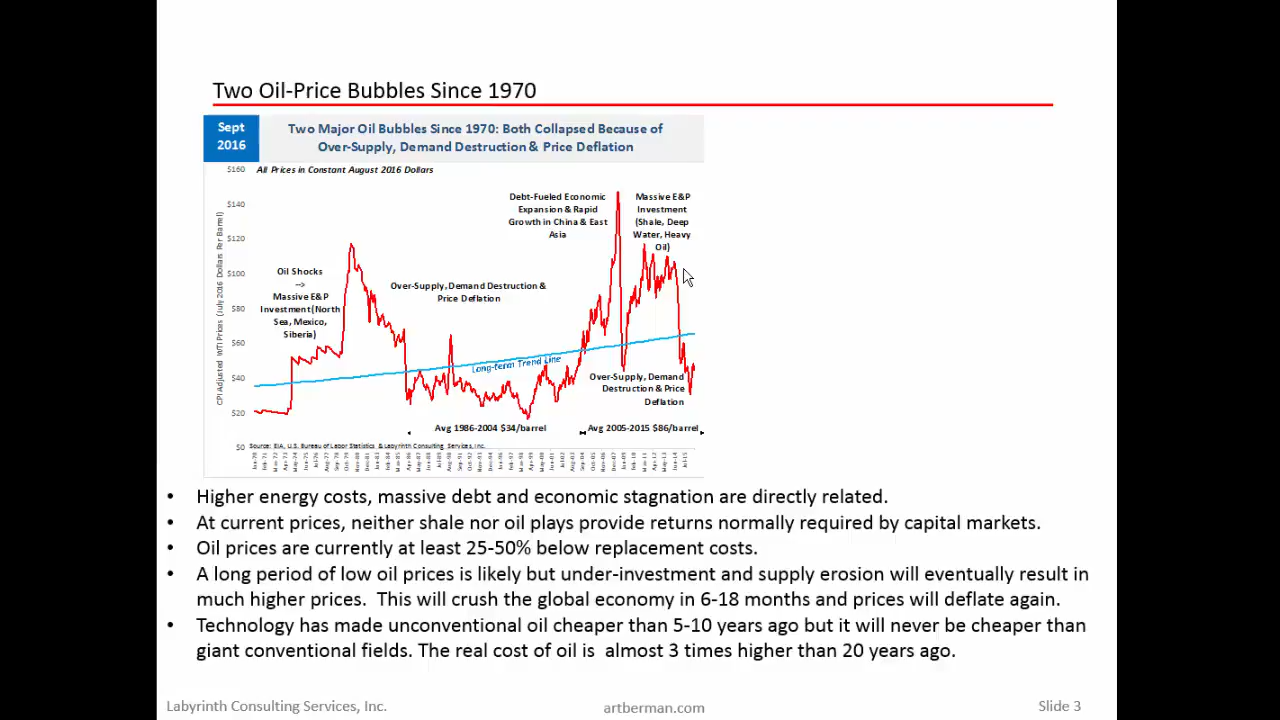 Two Oil-Price Bubbles Since 1970
Sept
2016
Two Major Oil Bubbles Since 1970: Both Collapsed Because of
Over-Supply, Demand Destruction & Price Deflation
All Prices in Constant August 2016 Dollars
CPI Adjusted WTI Prices (July 2016 Dollars Per Barrel)
$160
$140
$120
$100
$80
$60
$40
$20
$0
Oil Shocks
-->
Massive E&P
Investment(North
Sea, Mexico,
Siberia)
Over-Supply, Demand Destruction &
Price Deflation
Debt-Fueled Economic
Expansion & Rapid
Growth in China & East
Asia
Massive E&P
Investment
(Shale, Deep
Water, Heavy
Oil)
Long-term Trend Line
Over-Supply, Demand
Destruction & Price
Deflation
Avg 1986-2004 $34/barrel
Avg 2005-2015 $86/barrel
Source: EIA, U.S. Bureau of Labor Statistics & Labyrinth Consulting Services, Inc.
• Higher energy costs, massive debt and economic stagnation are directly related.
• At current prices, neither shale nor oil plays provide returns normally required by capital markets.
• Oil prices are currently at least 25-50% below replacement costs.
• A long period of low oil prices is likely but under-investment and supply erosion will eventually result in
much higher prices. This will crush the global economy in 6-18 months and prices will deflate again.
• Technology has made unconventional oil cheaper than 5-10 years ago but it will never be cheaper than
giant conventional fields. The real cost of oil is almost 3 times higher than 20 years ago.
Labyrinth Consulting Services, Inc.
artberman.com
Slide 3